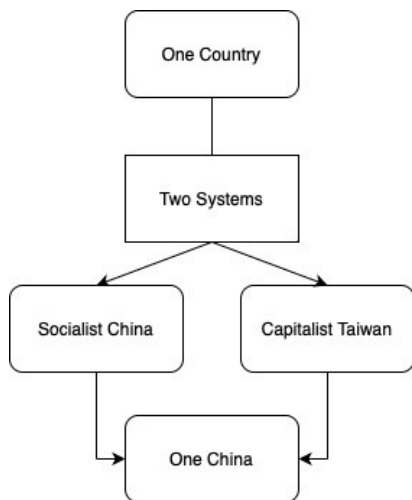 One Country
Two Systems
Socialist China
Capitalist Taiwan
One China